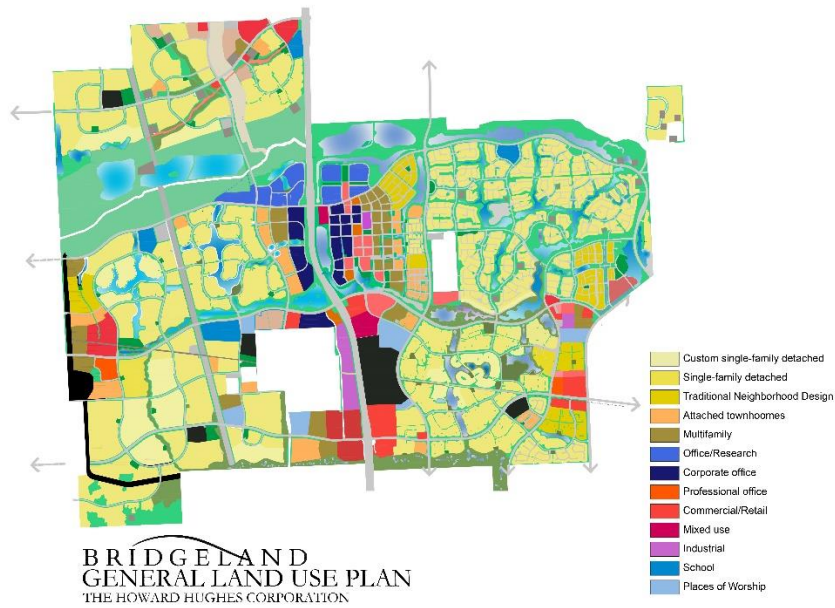 Custom single-family detached
Single-family detached
Traditional Neighborhood Design
Attached townhoomes
Multifamily
Office/Research
Corporate office
Professional office
Commercial/Retail
Mixed use
Industrial
School
Places of Worship
BRIDGELAND
GENERAL LAND USE PLAN
THE HOWARD HUGHES CORPORATION